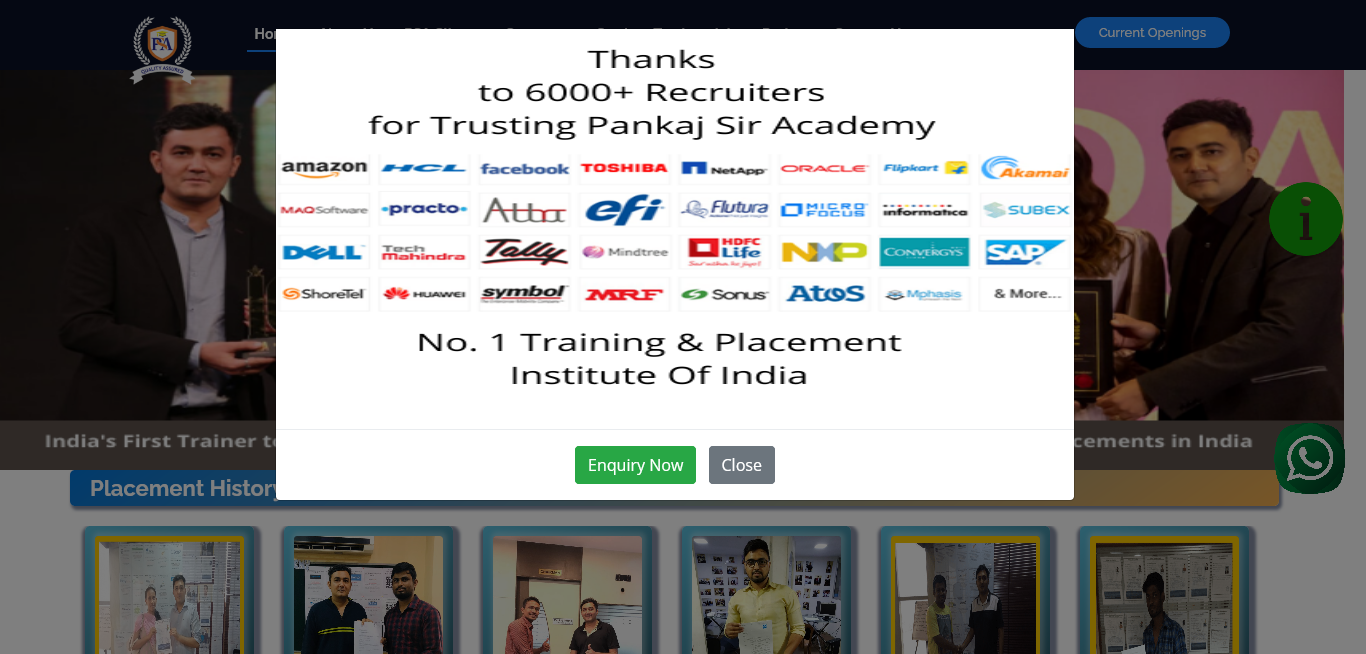 PSA
QUALITY ASSURED
Current Openings
Thanks
to 6000+ Recruiters
for Trusting Pankaj Sir Academy
amazon HCL facebook TOSHIBA NetApp ORACLE Flipkart Akamai
MAQSoftware practo Attra efi Flutura MICRO FOCUS informatica SUBEX
DELL Tech Mahindra Tally Mindtree HDFC Life NXP CONVERGYS SAP
ShoreTel HUAWEI symbol MRF Sonus Atos Mphasis & More...
No. 1 Training & Placement
Institute Of India
i
India's First Trainer
cements in India
Enquiry Now Close
Placement History